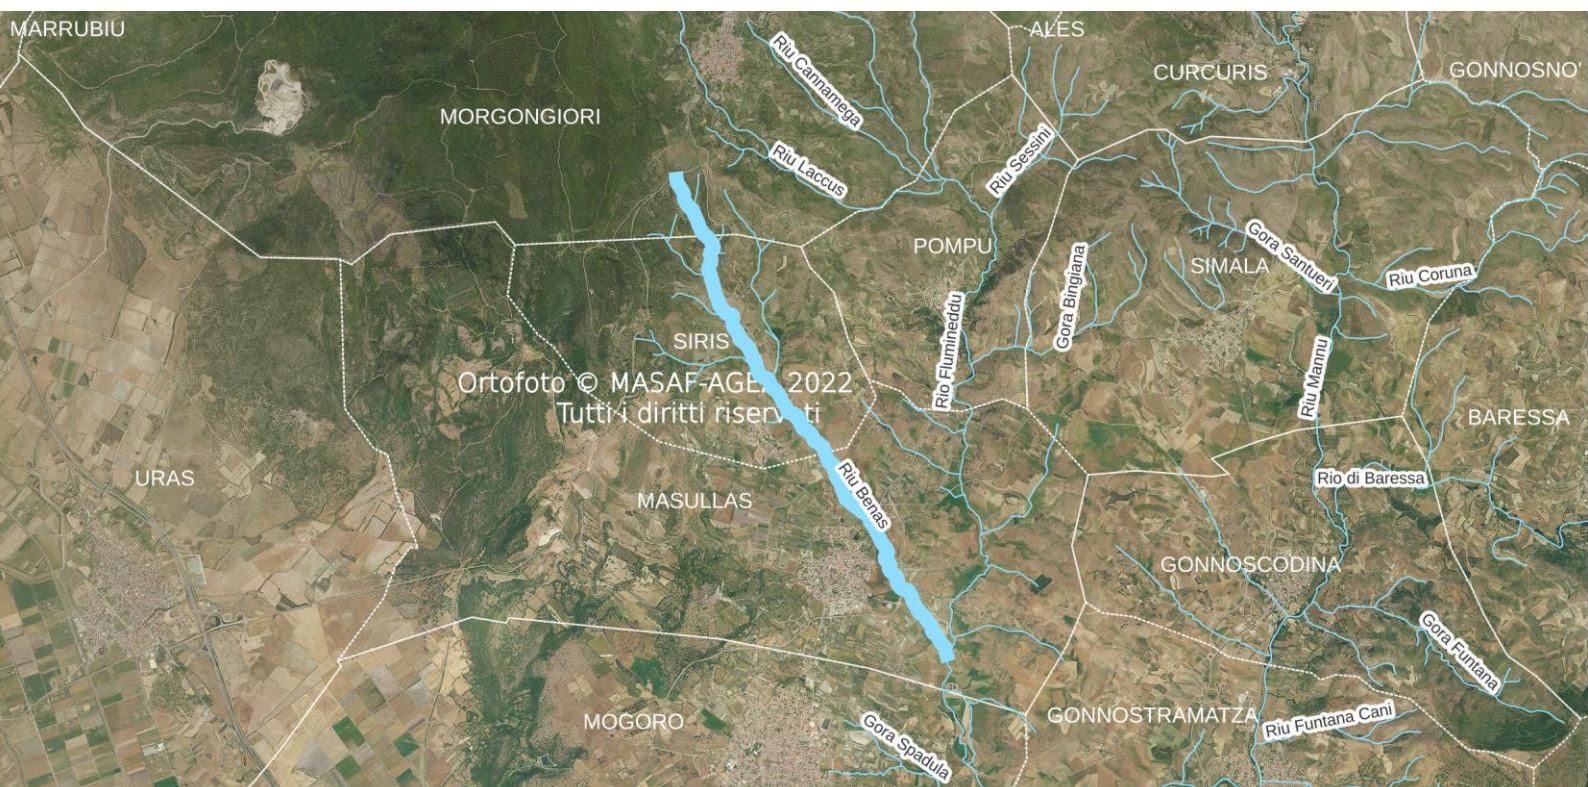 MARRUBIU
ALES
CURCURIS
GONNOSNO'
MORGONGIORI
Riu Cannamega
Riu Laccus
Riu Sessini
POMPU
SIMALA
Gora Santueri
Riu Coruna
Gora Bingiana
Rio Flumineddu
Riu Mannu
SIRIS
Ortofoto © MASAF-AGEA 2022
Tutti i diritti riservati
BARESSA
URAS
MASULLAS
Riu Benas
Rio di Baressa
GONNOSCODINA
Gora Funtana
MOGORO
Gora Spadula
GONNOSTRAMATZA
Riu Funtana Cani